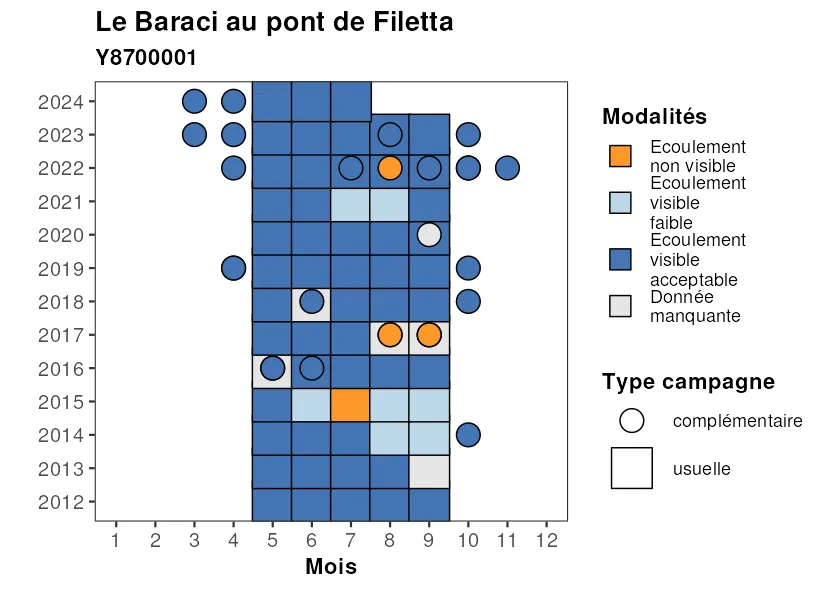 Le Baraci au pont de Filetta
Y8700001
2024
2023
2022
2021
2020
2019
2018
2017
2016
2015
2014
2013
2012
1 2 3 4 5 6 7 8 9 10 11 12
Mois
Modalités
Ecoulement
non visible
Ecoulement
visible
faible
Ecoulement
visible
acceptable
Donnée
manquante
Type campagne
complémentaire
usuelle